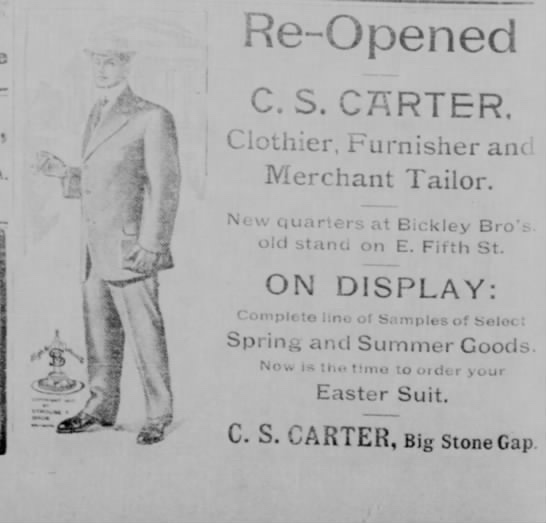 Re-Opened
C. S. CARTER.
Clothier, Furnisher and
Merchant Tailor.
New quarters at Bickley Bro's.
old stand on E. Fifth St.
ON DISPLAY:
Complete line of Samples of Select
Spring and Summer Goods.
Now is the time to order your
Easter Suit.
C. S. CARTER, Big Stone Gap.